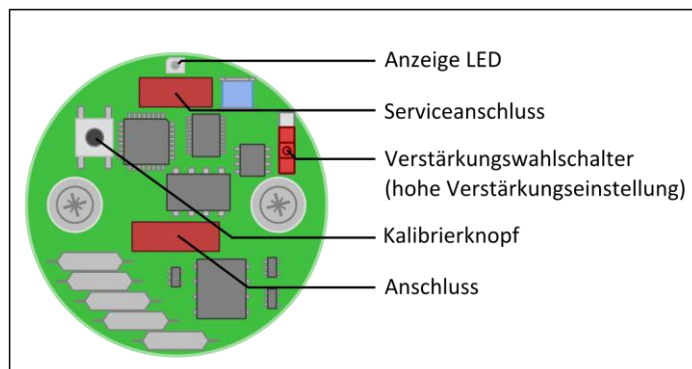 Anzeige LED
Serviceanschluss
Verstärkungswahlschalter
(hohe Verstärkungseinstellung)
Kalibrierknopf
Anschluss